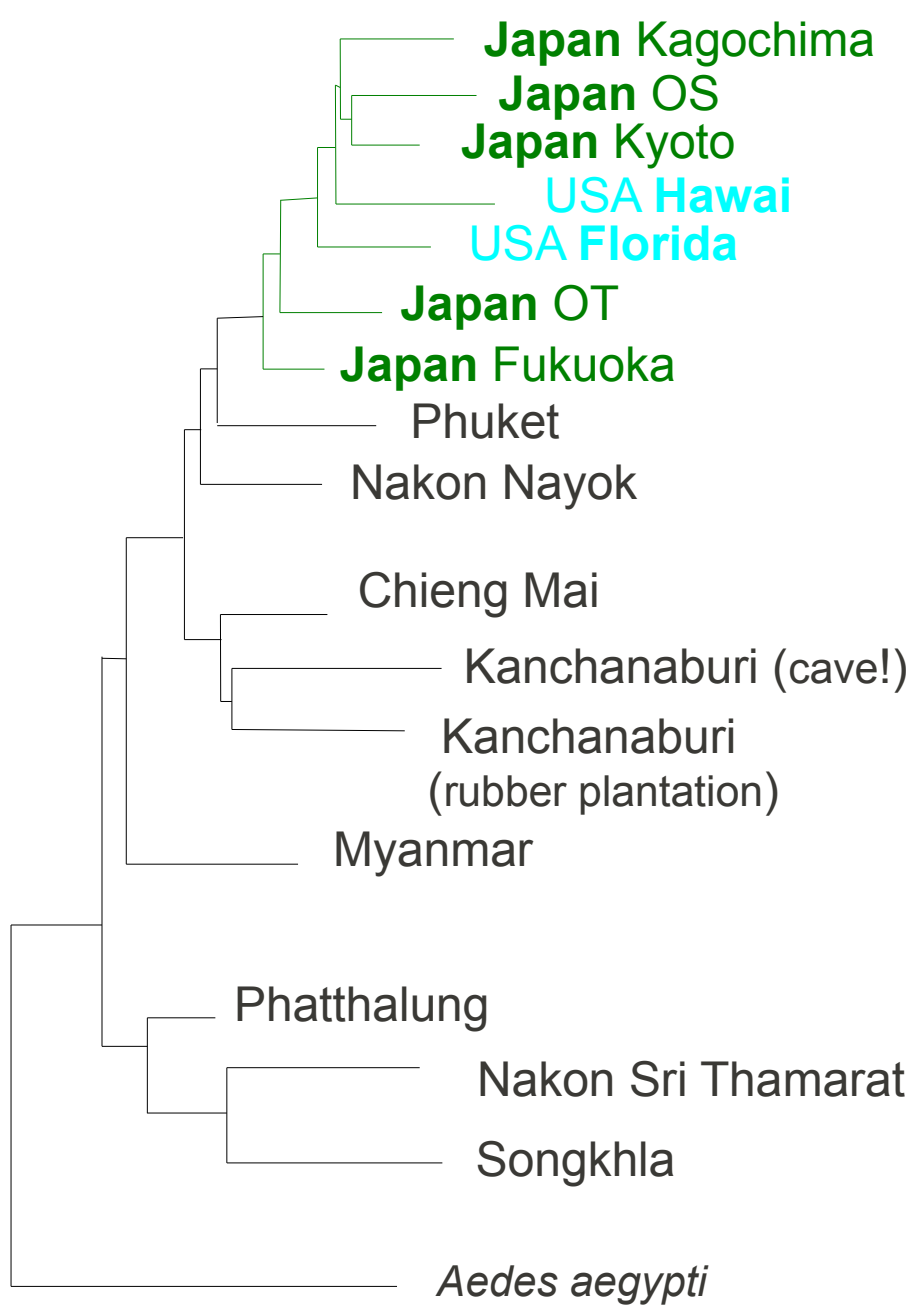 Japan Kagochima
Japan OS
Japan Kyoto
USA Hawai
USA Florida
Japan OT
Japan Fukuoka
Phuket
Nakon Nayok
Chieng Mai
Kanchanaburi (cave!)
Kanchanaburi
(rubber plantation)
Myanmar
Phatthalung
Nakon Sri Thamarat
Songkhla
Aedes aegypti